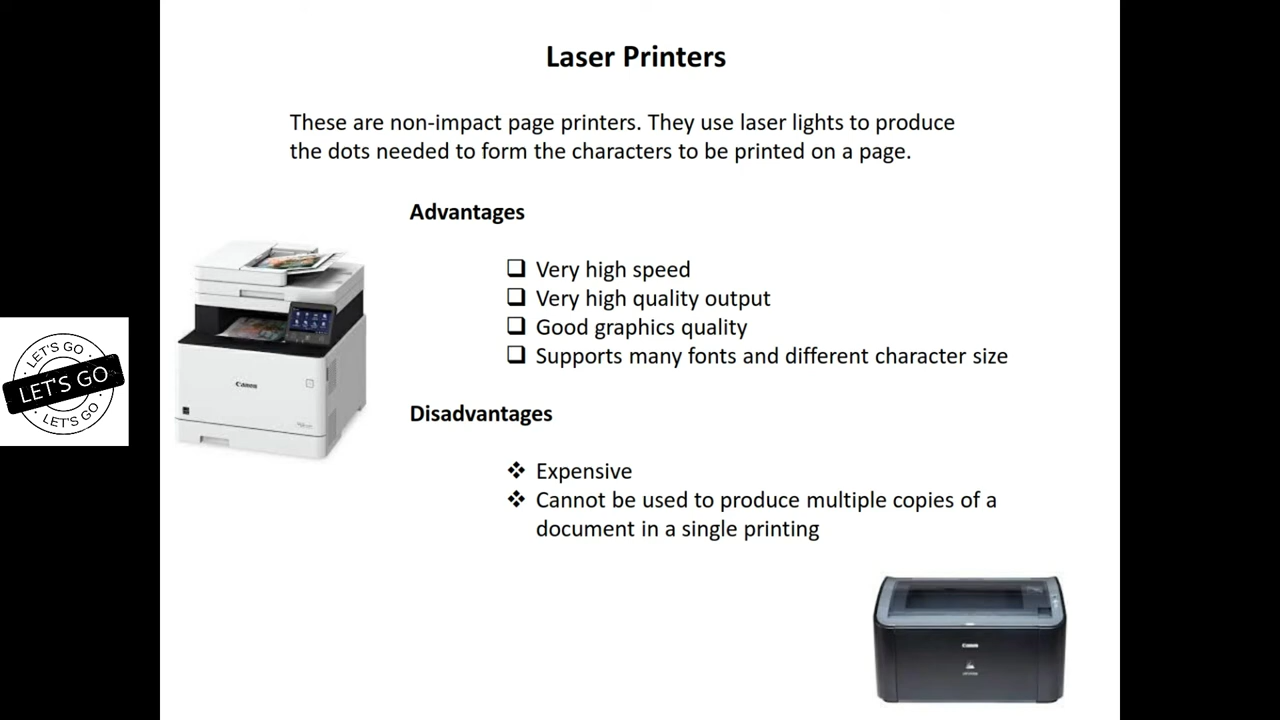 Laser Printers
These are non-impact page printers. They use laser lights to produce
the dots needed to form the characters to be printed on a page.
Advantages
Very high speed
Very high quality output
Good graphics quality
Supports many fonts and different character size
Disadvantages
Expensive
Cannot be used to produce multiple copies of a
document in a single printing
LET'S GO
LET'S GO
LET'S GO
Canon
Canon